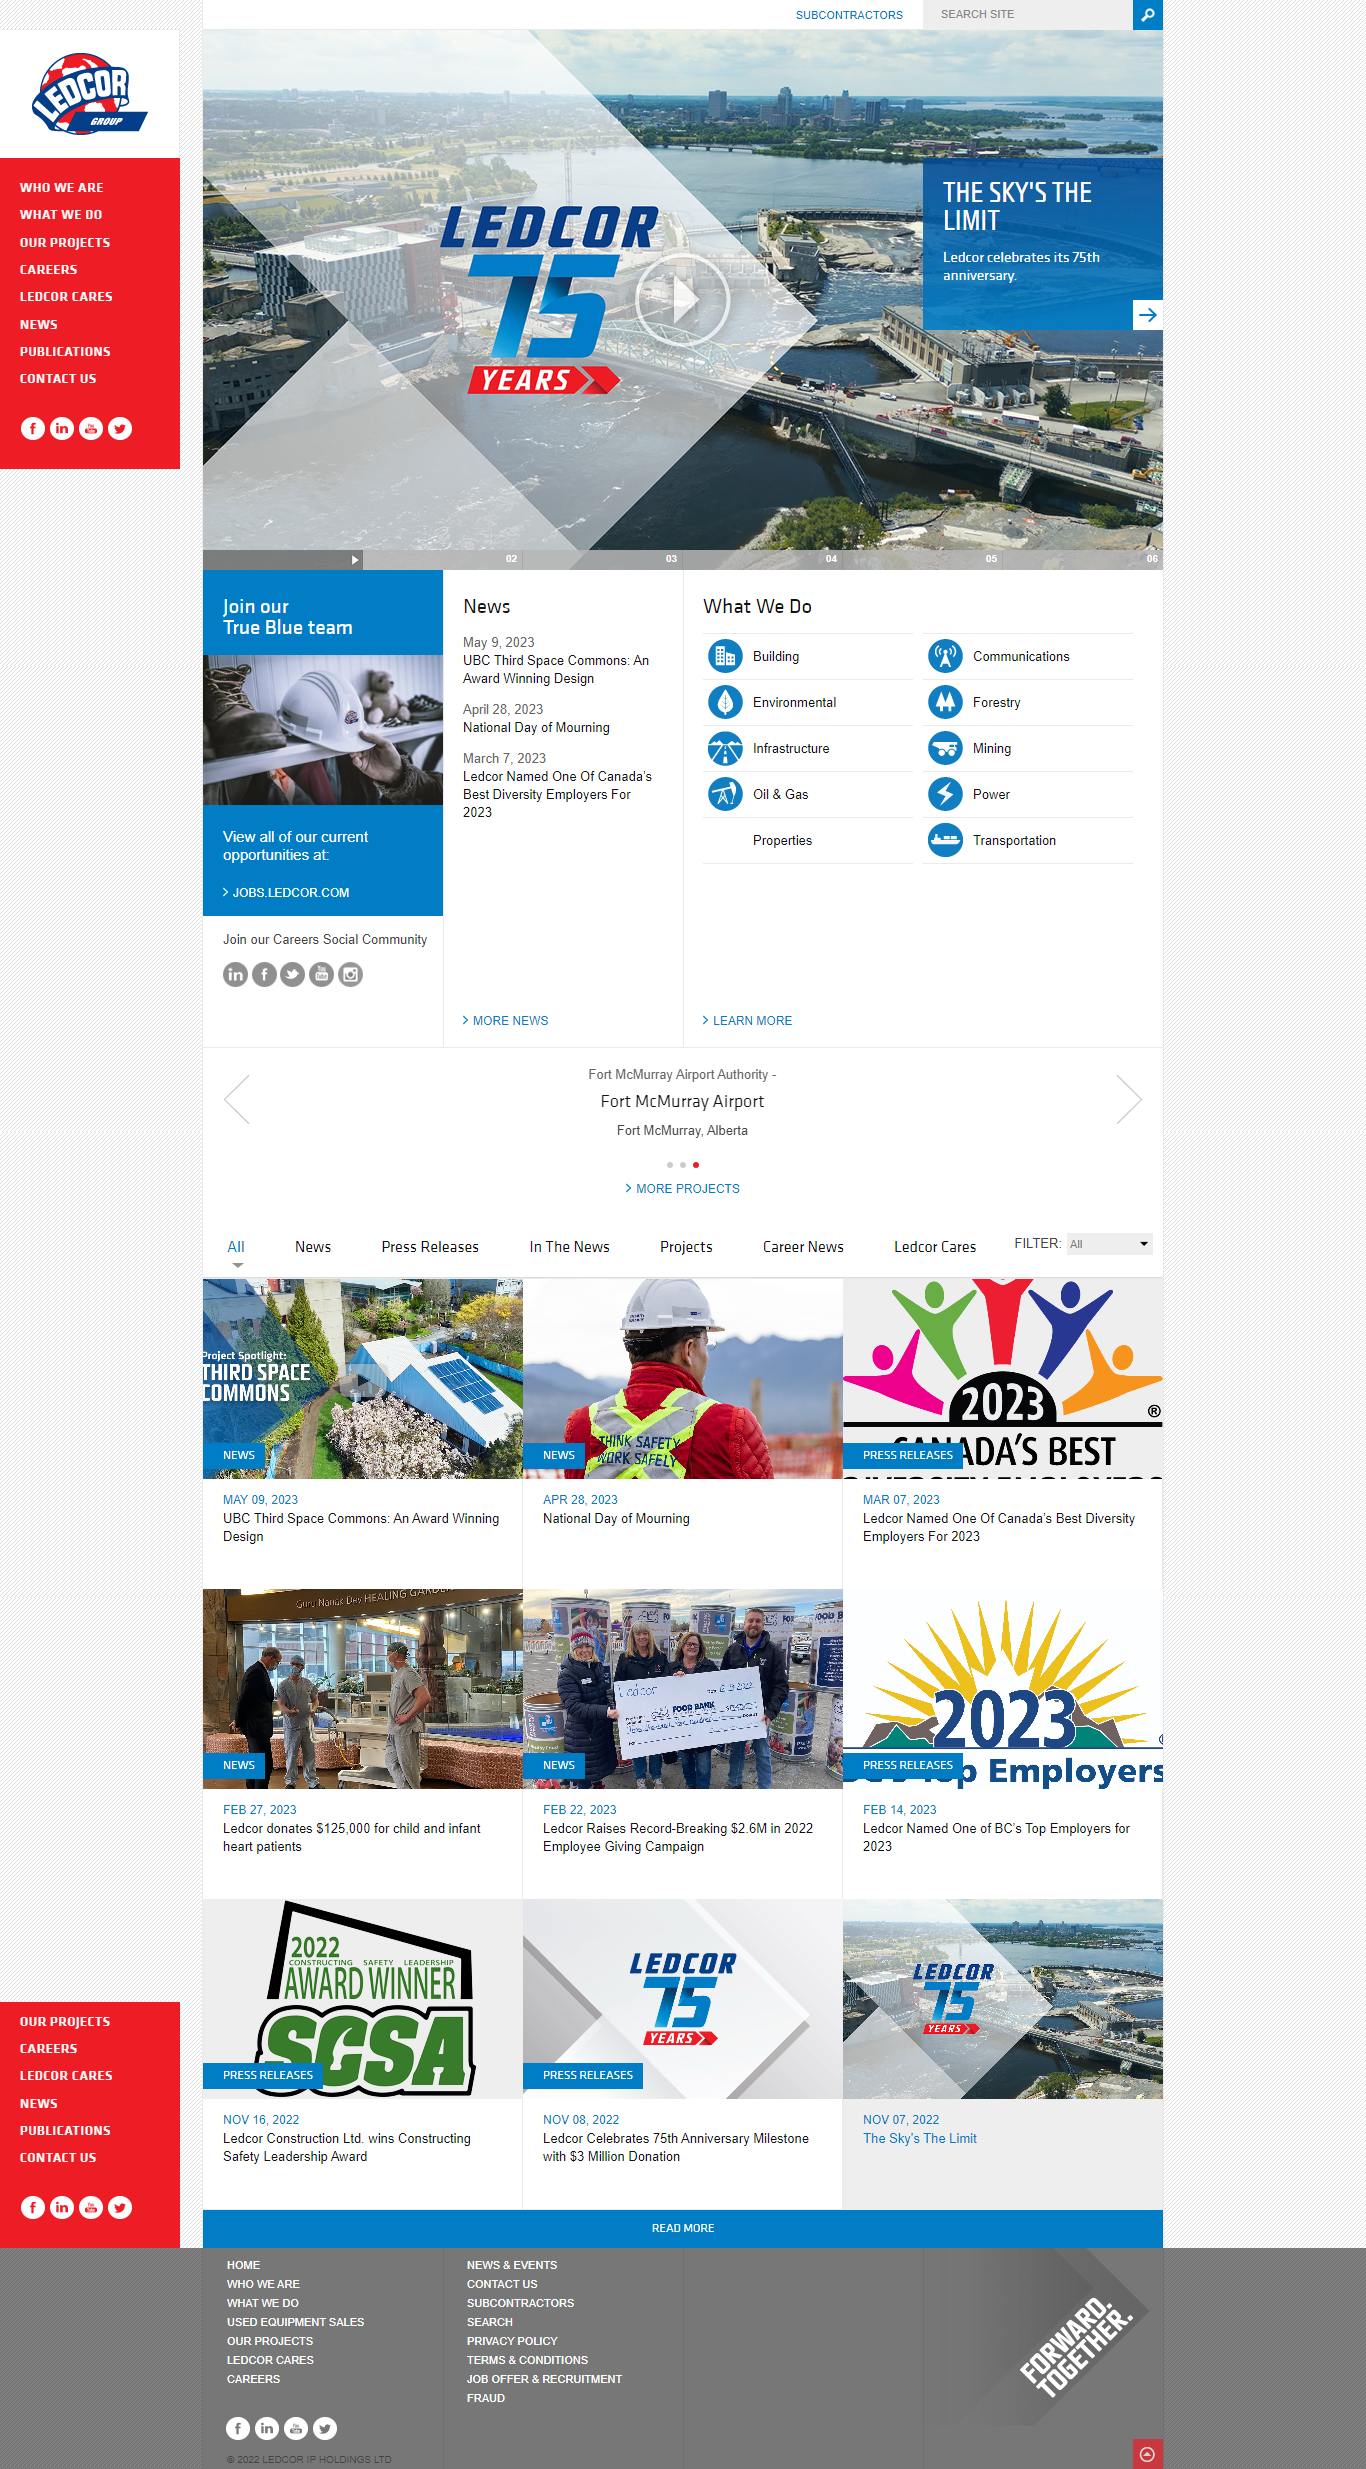 SUBCONTRACTORS
SEARCH SITE
LEDCOR
GROUP
WHO WE ARE
WHAT WE DO
OUR PROJECTS
CAREERS
LEDCOR CARES
NEWS
PUBLICATIONS
CONTACT US
LEDCOR
75
YEARS
THE SKY'S THE
LIMIT
Ledcor celebrates its 75th
anniversary.
02
03
04
05
06
Join our
True Blue team
View all of our current
opportunities at:
JOBS.LEDCOR.COM
Join our Careers Social Community
News
May 9, 2023
UBC Third Space Commons: An
Award Winning Design
April 28, 2023
National Day of Mourning
March 7, 2023
Ledcor Named One Of Canada's
Best Diversity Employers For
2023
MORE NEWS
What We Do
Building
Communications
Environmental
Forestry
Infrastructure
Mining
Oil & Gas
Power
Properties
Transportation
LEARN MORE
Fort McMurray Airport Authority -
Fort McMurray Airport
Fort McMurray, Alberta
MORE PROJECTS
All
News
Press Releases
In The News
Projects
Career News
Ledcor Cares
FILTER:
All
Project Spotlight:
THIRD SPACE
COMMONS
NEWS
MAY 09, 2023
UBC Third Space Commons: An Award Winning
Design
THINK SAFETY
WORK SAFELY
NEWS
APR 28, 2023
National Day of Mourning
2023
®
CANADA'S BEST
DIVERSITY EMPLOYERS
PRESS RELEASES
MAR 07, 2023
Ledcor Named One Of Canada's Best Diversity
Employers For 2023
Guru Nanak Dev HEALING GARDEN
NEWS
FEB 27, 2023
Ledcor donates $125,000 for child and infant
heart patients
Ledcor
FOOD BANK
NEWS
FEB 22, 2023
Ledcor Raises Record-Breaking $2.6M in 2022
Employee Giving Campaign
2023
Top Employers
PRESS RELEASES
FEB 14, 2023
Ledcor Named One of BC's Top Employers for
2023
2022
CONSTRUCTING SAFETY LEADERSHIP
AWARD WINNER
SCSA
PRESS RELEASES
NOV 16, 2022
Ledcor Construction Ltd. wins Constructing
Safety Leadership Award
LEDCOR
75
YEARS
PRESS RELEASES
NOV 08, 2022
Ledcor Celebrates 75th Anniversary Milestone
with $3 Million Donation
LEDCOR
75
YEARS
NOV 07, 2022
The Sky's The Limit
OUR PROJECTS
CAREERS
LEDCOR CARES
NEWS
PUBLICATIONS
CONTACT US
READ MORE
HOME
WHO WE ARE
WHAT WE DO
USED EQUIPMENT SALES
OUR PROJECTS
LEDCOR CARES
CAREERS
NEWS & EVENTS
CONTACT US
SUBCONTRACTORS
SEARCH
PRIVACY POLICY
TERMS & CONDITIONS
JOB OFFER & RECRUITMENT
FRAUD
FORWARD.
TOGETHER.
© 2022 LEDCOR IP HOLDINGS LTD